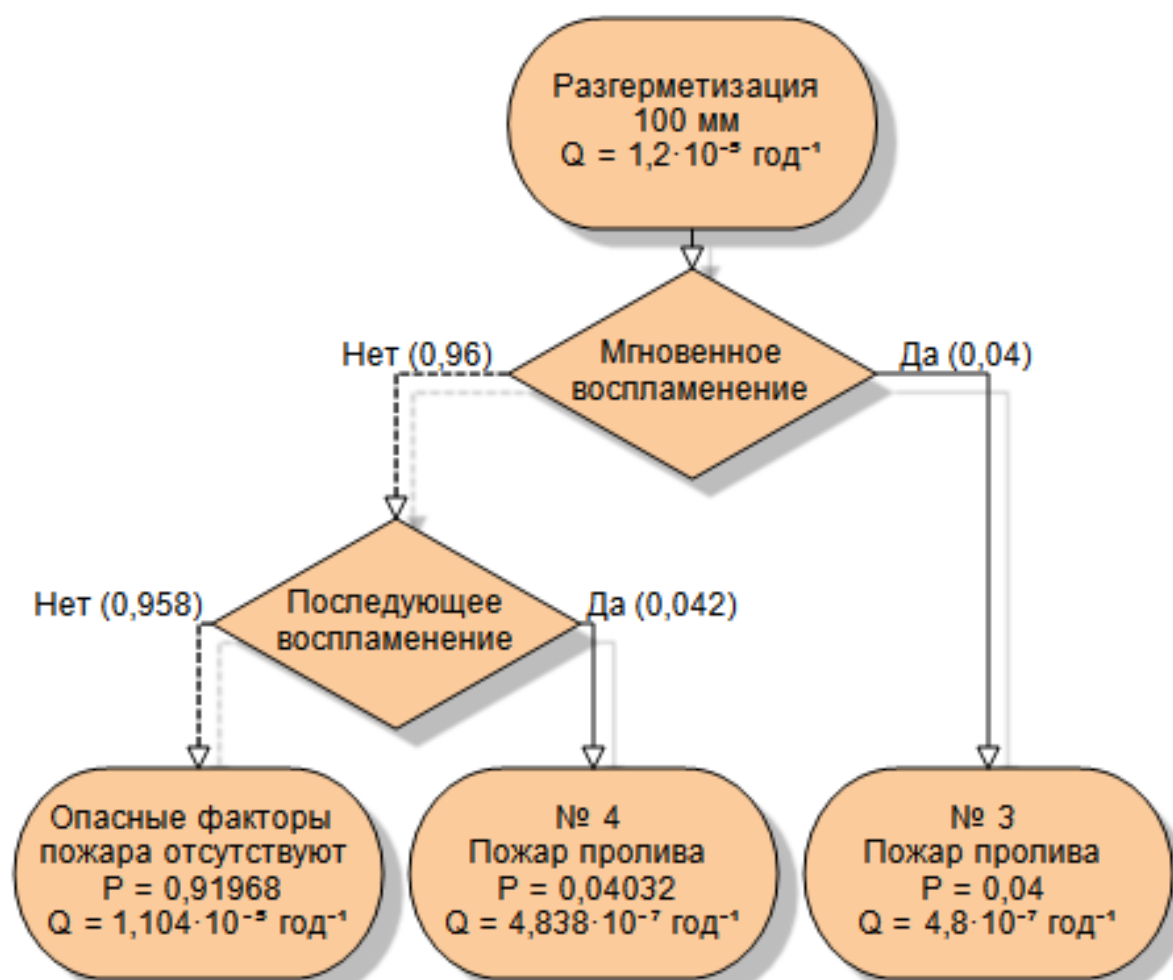 Разгерметизация
100 мм
Q = 1,2·10⁻⁵ год⁻¹
Нет (0,96)
Мгновенное
воспламенение
Да (0,04)
Нет (0,958)
Последующее
воспламенение
Да (0,042)
Опасные факторы
пожара отсутствуют
P = 0,91968
Q = 1,104·10⁻⁵ год⁻¹
№ 4
Пожар пролива
P = 0,04032
Q = 4,838·10⁻⁷ год⁻¹
№ 3
Пожар пролива
P = 0,04
Q = 4,8·10⁻⁷ год⁻¹